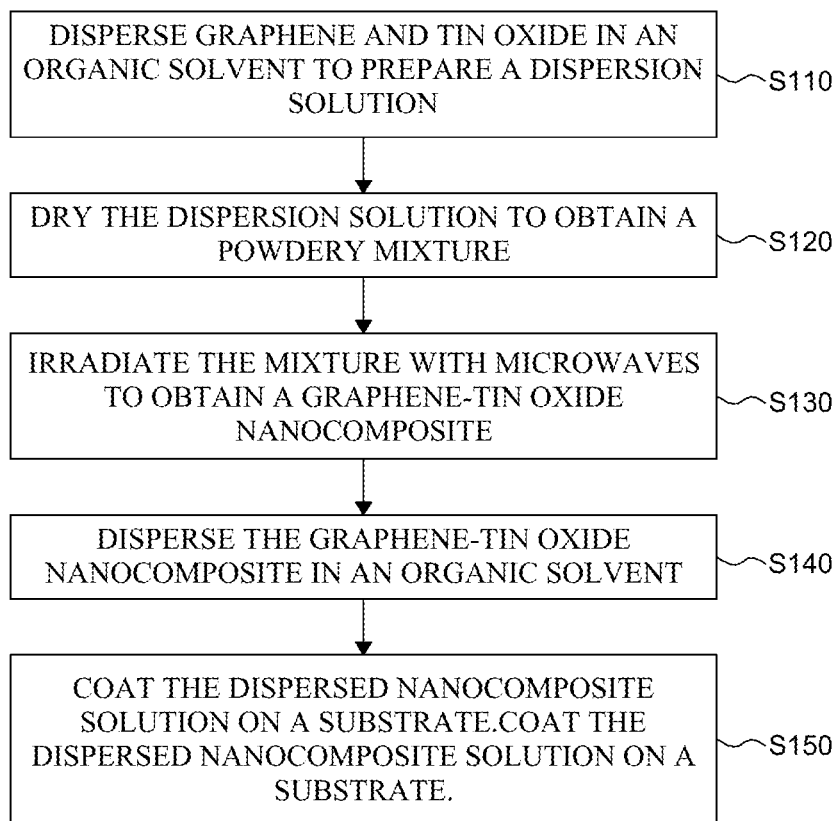 DISPERSE GRAPHENE AND TIN OXIDE IN AN
ORGANIC SOLVENT TO PREPARE A DISPERSION
SOLUTION
S110
DRY THE DISPERSION SOLUTION TO OBTAIN A
POWDERY MIXTURE
S120
IRRADIATE THE MIXTURE WITH MICROWAVES
TO OBTAIN A GRAPHENE-TIN OXIDE
NANOCOMPOSITE
S130
DISPERSE THE GRAPHENE-TIN OXIDE
NANOCOMPOSITE IN AN ORGANIC SOLVENT
S140
COAT THE DISPERSED NANOCOMPOSITE
SOLUTION ON A SUBSTRATE.COAT THE
DISPERSED NANOCOMPOSITE SOLUTION ON A
SUBSTRATE.
S150